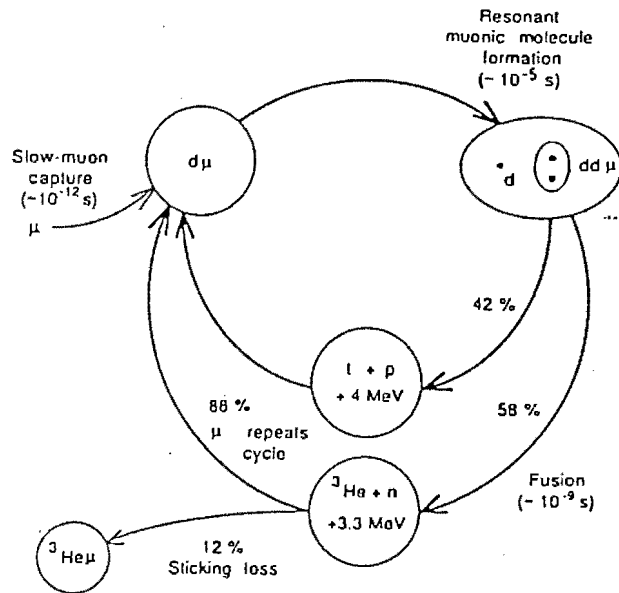 Resonant
muonic molecule
formation
(~ 10⁻⁵ s)
dμ
d
ddμ
Slow-muon
capture
(~10⁻¹² s)
μ
42 %
t + p
+ 4 MeV
58 %
88 %
μ repeats
cycle
³He + n
+3.3 MeV
Fusion
(~ 10⁻⁹ s)
³Heμ
12 %
Sticking loss